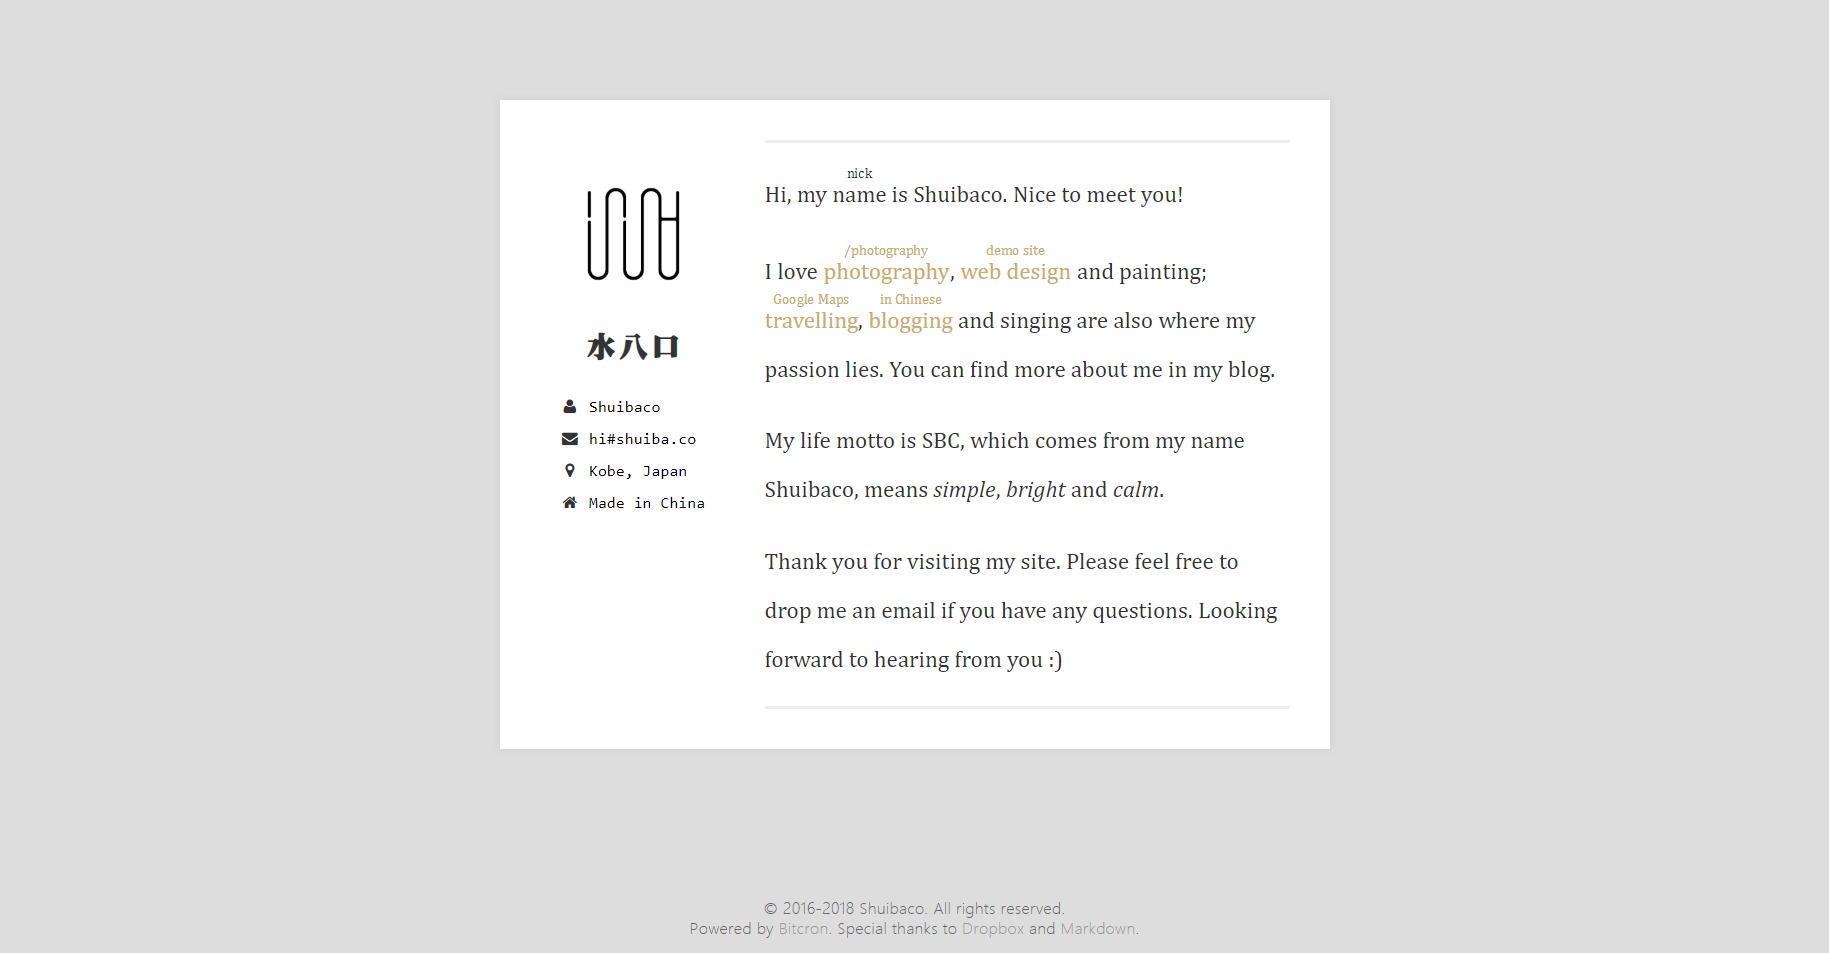 水八口
Shuibaco
hi#shuiba.co
Kobe, Japan
Made in China
nick
Hi, my name is Shuibaco. Nice to meet you!
/photography demo site
I love photography, web design and painting;
Google Maps in Chinese
travelling, blogging and singing are also where my
passion lies. You can find more about me in my blog.
My life motto is SBC, which comes from my name
Shuibaco, means simple, bright and calm.
Thank you for visiting my site. Please feel free to
drop me an email if you have any questions. Looking
forward to hearing from you :)
© 2016-2018 Shuibaco. All rights reserved.
Powered by Bitcron. Special thanks to Dropbox and Markdown.